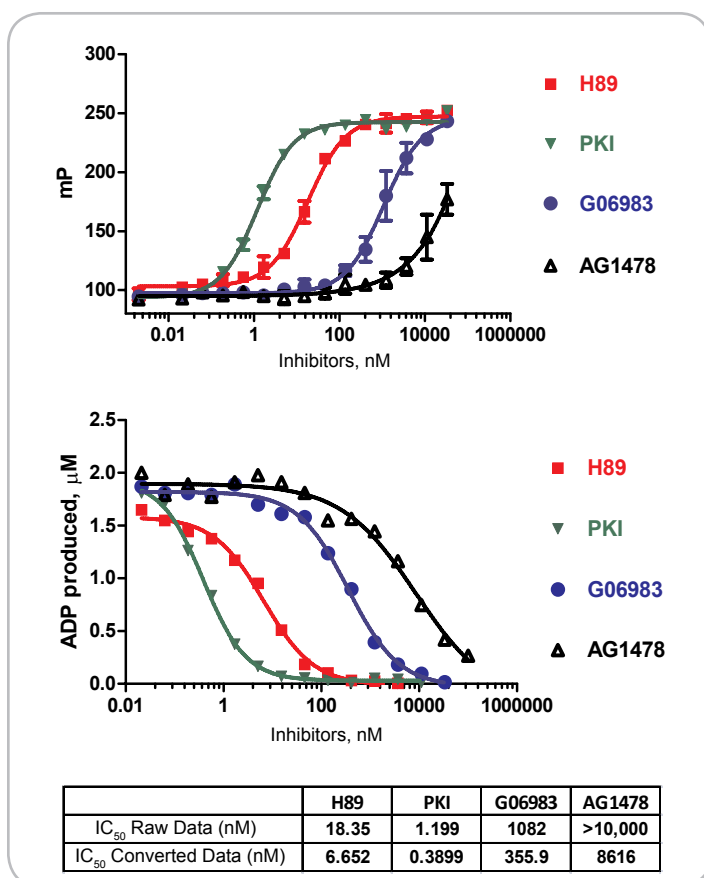 300
250
200
150
100
mP
0.01 1 100 10000 1000000
Inhibitors, nM
H89
PKI
G06983
AG1478
2.5
2.0
1.5
1.0
0.5
0.0
ADP produced, µM
0.01 1 100 10000 1000000
Inhibitors, nM
H89
PKI
G06983
AG1478
H89 PKI G06983 AG1478
IC50 Raw Data (nM) 18.35 1.199 1082 >10,000
IC50 Converted Data (nM) 6.652 0.3899 355.9 8616